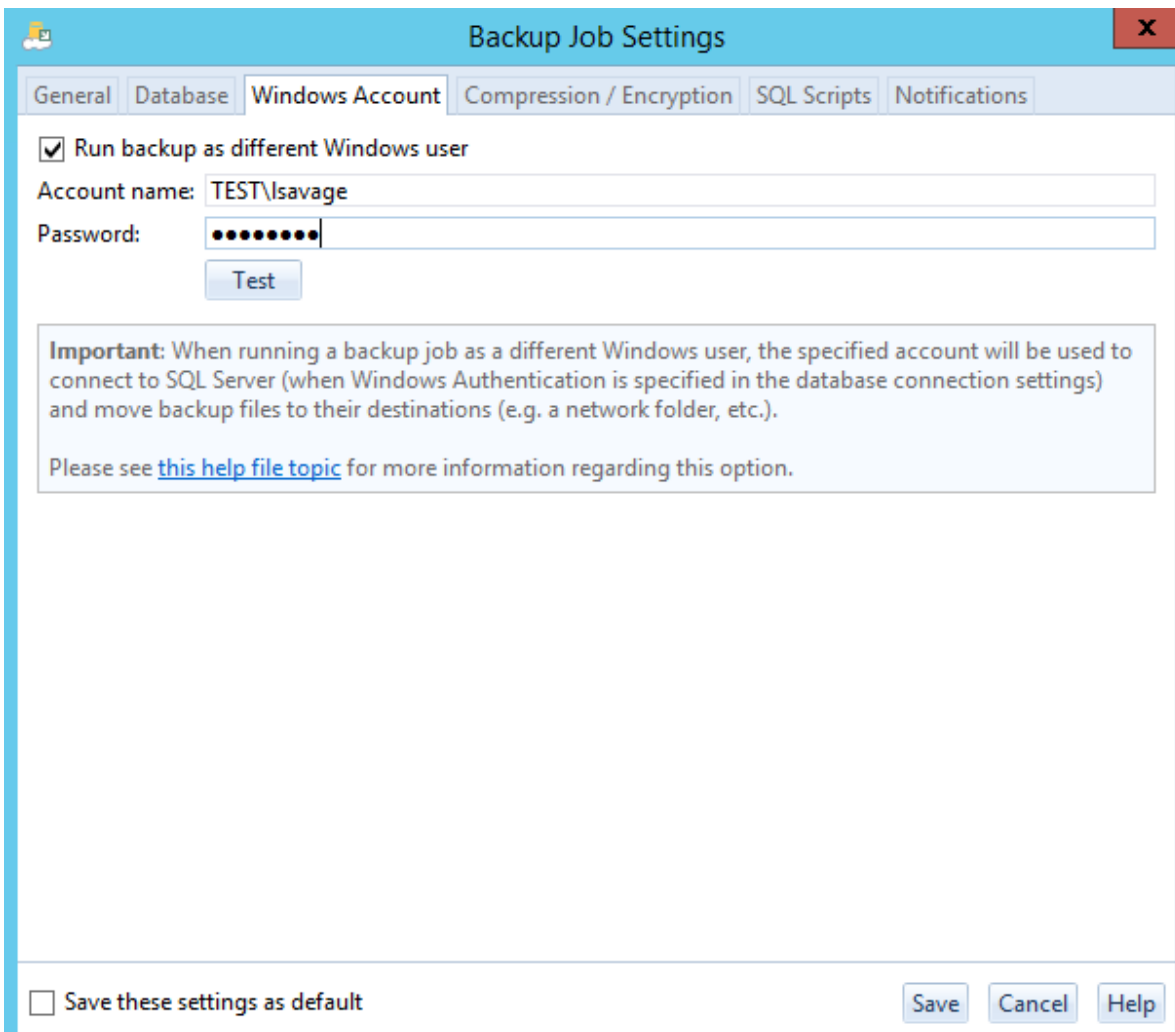 Backup Job Settings
x
General Database Windows Account Compression / Encryption SQL Scripts Notifications
Run backup as different Windows user
Account name: TEST\lsavage
Password: ••••••••
Test
Important: When running a backup job as a different Windows user, the specified account will be used to
connect to SQL Server (when Windows Authentication is specified in the database connection settings)
and move backup files to their destinations (e.g. a network folder, etc.).
Please see this help file topic for more information regarding this option.
Save these settings as default
Save Cancel Help